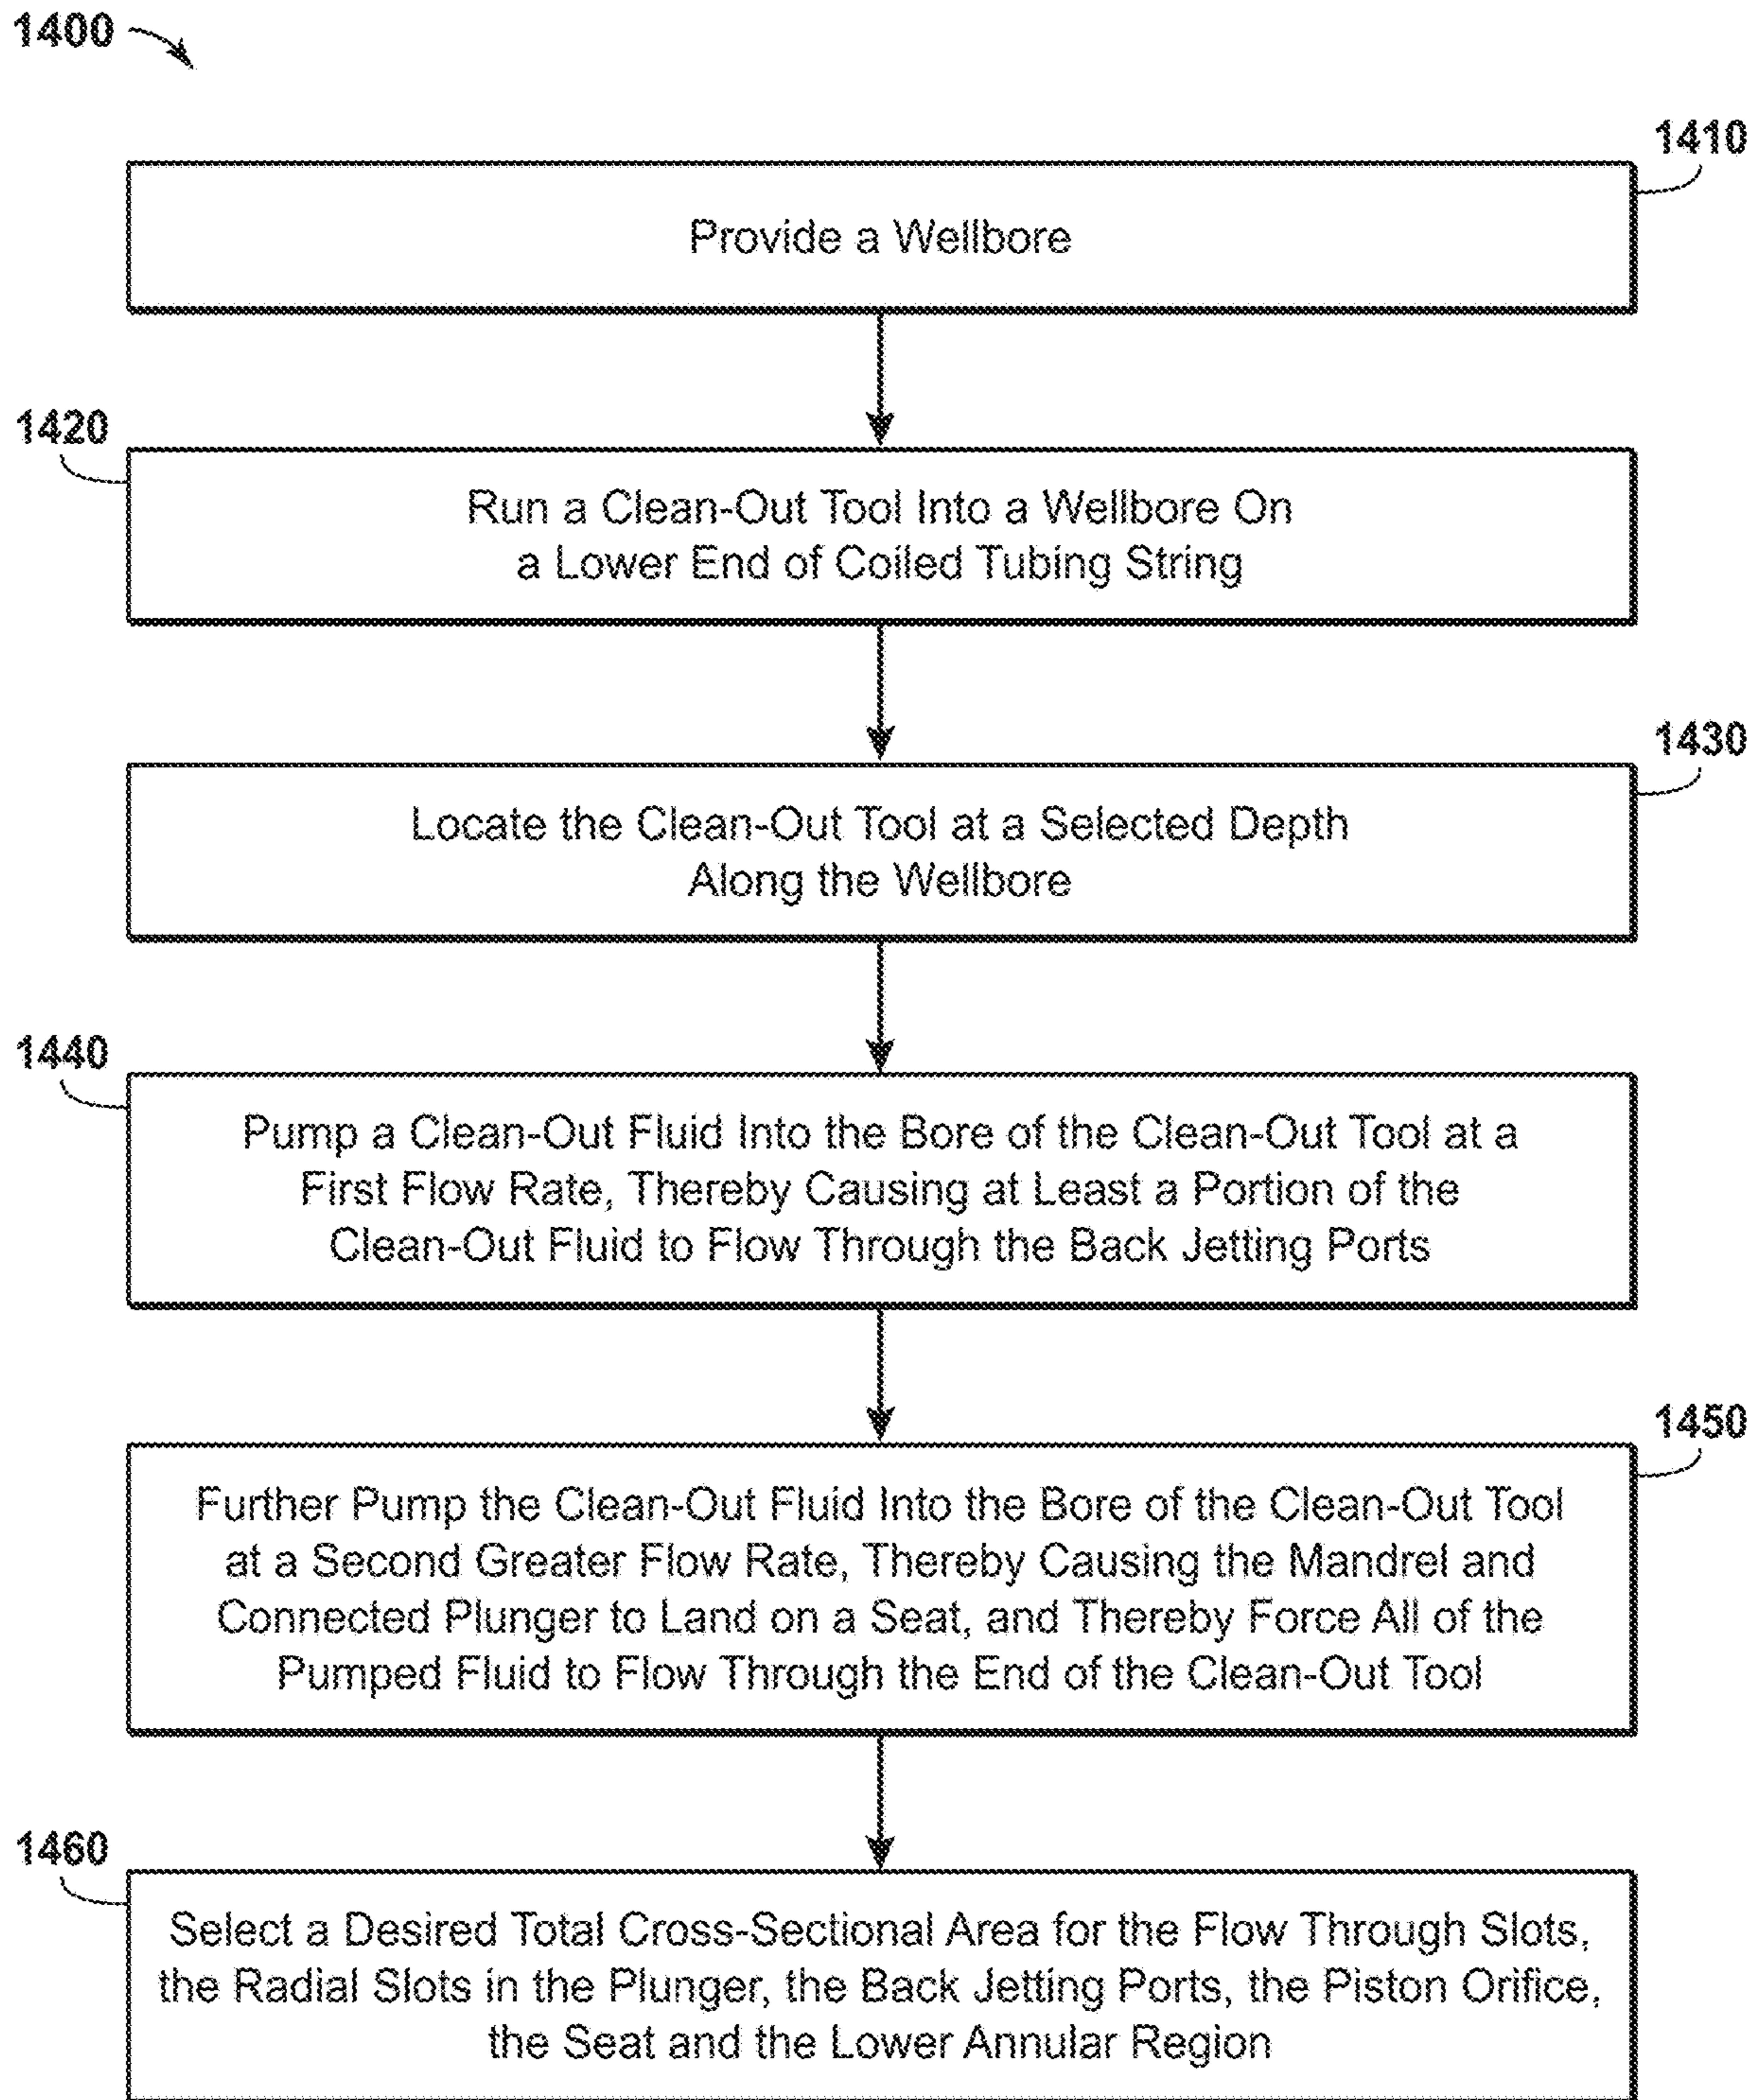 1400
1410
Provide a Wellbore
1420
Run a Clean-Out Tool Into a Wellbore On
a Lower End of Coiled Tubing String
1430
Locate the Clean-Out Tool at a Selected Depth
Along the Wellbore
1440
Pump a Clean-Out Fluid Into the Bore of the Clean-Out Tool at a
First Flow Rate, Thereby Causing at Least a Portion of the
Clean-Out Fluid to Flow Through the Back Jetting Ports
1450
Further Pump the Clean-Out Fluid Into the Bore of the Clean-Out Tool
at a Second Greater Flow Rate, Thereby Causing the Mandrel and
Connected Plunger to Land on a Seat, and Thereby Force All of the
Pumped Fluid to Flow Through the End of the Clean-Out Tool
1460
Select a Desired Total Cross-Sectional Area for the Flow Through Slots,
the Radial Slots in the Plunger, the Back Jetting Ports, the Piston Orifice,
the Seat and the Lower Annular Region